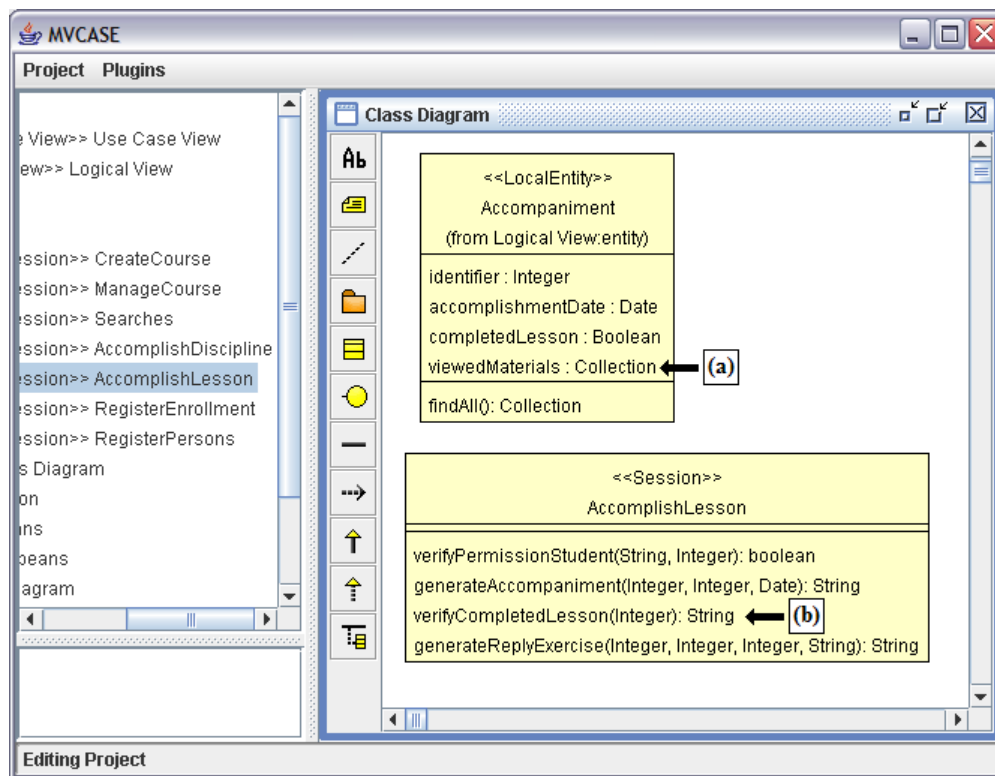 MVCASE
Project Plugins
e View>> Use Case View
iew>> Logical View
ession>> CreateCourse
ession>> ManageCourse
ession>> Searches
ession>> AccomplishDiscipline
ession>> AccomplishLesson
ession>> RegisterEnrollment
ession>> RegisterPersons
s Diagram
on
ans
beans
agram
Class Diagram
Ab
<<LocalEntity>>
Accompaniment
(from Logical View:entity)
identifier : Integer
accomplishmentDate : Date
completedLesson : Boolean
viewedMaterials : Collection
(a)
findAll(): Collection
<<Session>>
AccomplishLesson
verifyPermissionStudent(String, Integer): boolean
generateAccompaniment(Integer, Integer, Date): String
verifyCompletedLesson(Integer): String
(b)
generateReplyExercise(Integer, Integer, Integer, String): String
Editing Project